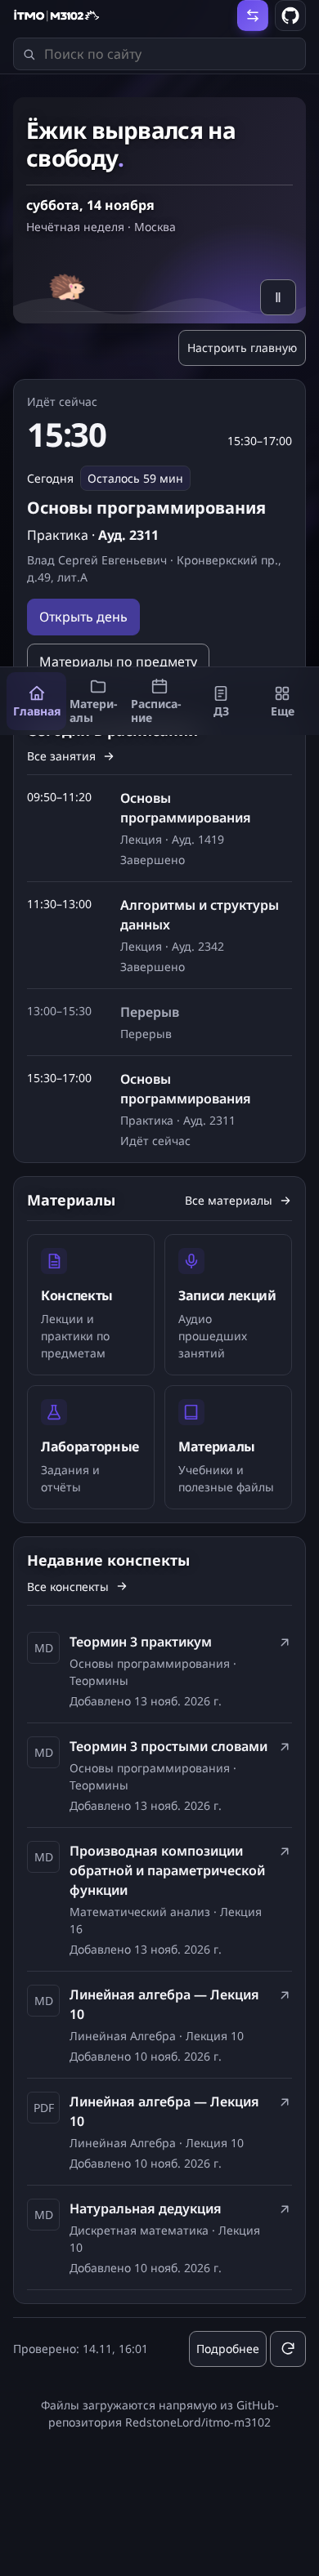 ITMO | M3102
Поиск по сайту
Ёжик вырвался на
свободу.
суббота, 14 ноября
Нечётная неделя · Москва
Настроить главную
Идёт сейчас
15:30
15:30–17:00
Сегодня Осталось 59 мин
Основы программирования
Практика · Ауд. 2311
Влад Сергей Евгеньевич · Кронверкский пр.,
д.49, лит.А
Открыть день
Материалы по предмету
Главная
Матери-
алы
Расписа-
ние
ДЗ
Еще
Все занятия →
09:50–11:20
Основы
программирования
Лекция · Ауд. 1419
Завершено
11:30–13:00
Алгоритмы и структуры
данных
Лекция · Ауд. 2342
Завершено
13:00–15:30
Перерыв
Перерыв
15:30–17:00
Основы
программирования
Практика · Ауд. 2311
Идёт сейчас
Материалы
Все материалы →
Конспекты
Лекции и
практики по
предметам
Записи лекций
Аудио
прошедших
занятий
Лабораторные
Задания и
отчёты
Материалы
Учебники и
полезные файлы
Недавние конспекты
Все конспекты →
MD
Теормин 3 практикум
Основы программирования ·
Теормины
Добавлено 13 нояб. 2026 г.
MD
Теормин 3 простыми словами
Основы программирования ·
Теормины
Добавлено 13 нояб. 2026 г.
MD
Производная композиции
обратной и параметрической
функции
Математический анализ · Лекция
16
Добавлено 13 нояб. 2026 г.
MD
Линейная алгебра — Лекция
10
Линейная Алгебра · Лекция 10
Добавлено 10 нояб. 2026 г.
PDF
Линейная алгебра — Лекция
10
Линейная Алгебра · Лекция 10
Добавлено 10 нояб. 2026 г.
MD
Натуральная дедукция
Дискретная математика · Лекция
10
Добавлено 10 нояб. 2026 г.
Проверено: 14.11, 16:01
Подробнее
Файлы загружаются напрямую из GitHub-
репозитория RedstoneLord/itmo-m3102